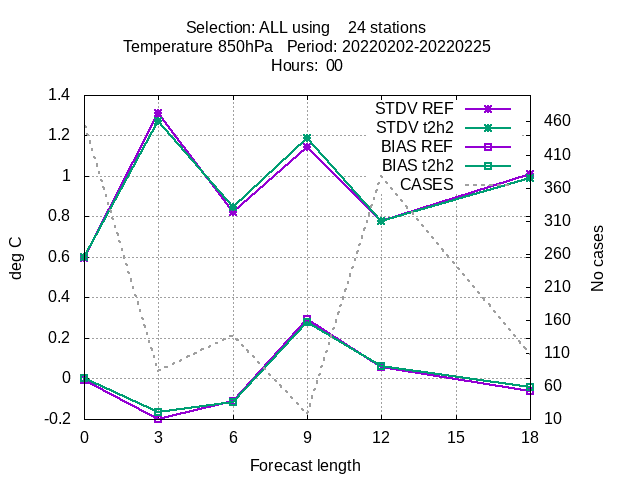 Selection: ALL using 24 stations
Temperature 850hPa Period: 20220202-20220225
Hours: 00
STDV REF
STDV t2h2
BIAS REF
BIAS t2h2
CASES
deg C
1.4
1.2
1
0.8
0.6
0.4
0.2
0
-0.2
No cases
460
410
360
310
260
210
160
110
60
10
0 3 6 9 12 15 18
Forecast length